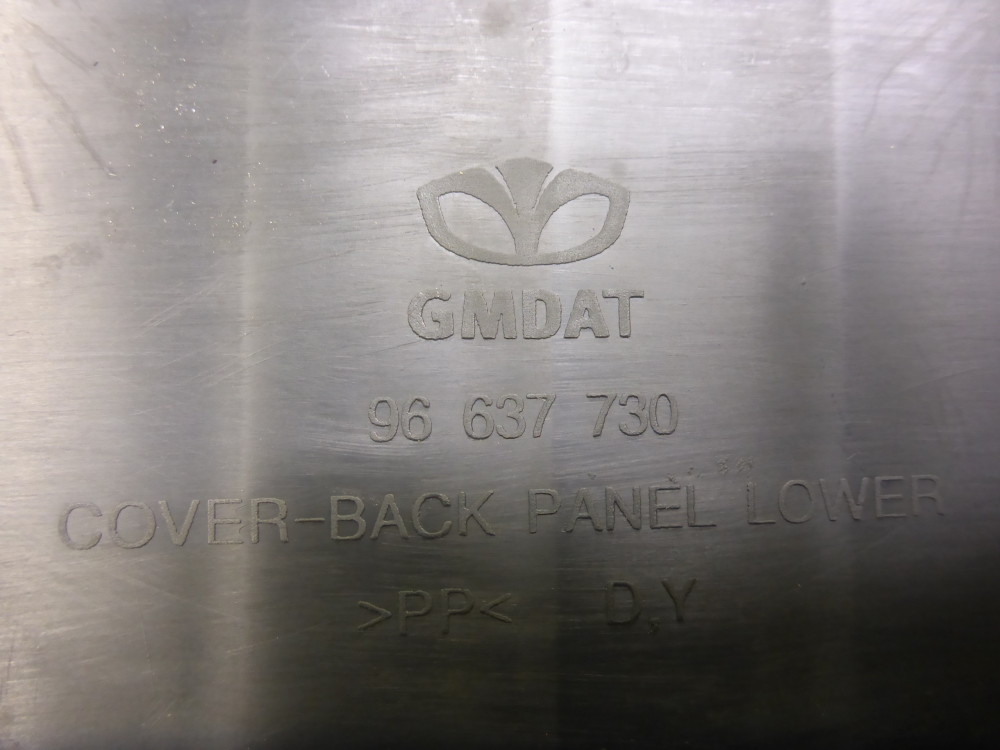 GMDAT
96 637 730
COVER-BACK PANEL LOWER
>PP< D,Y